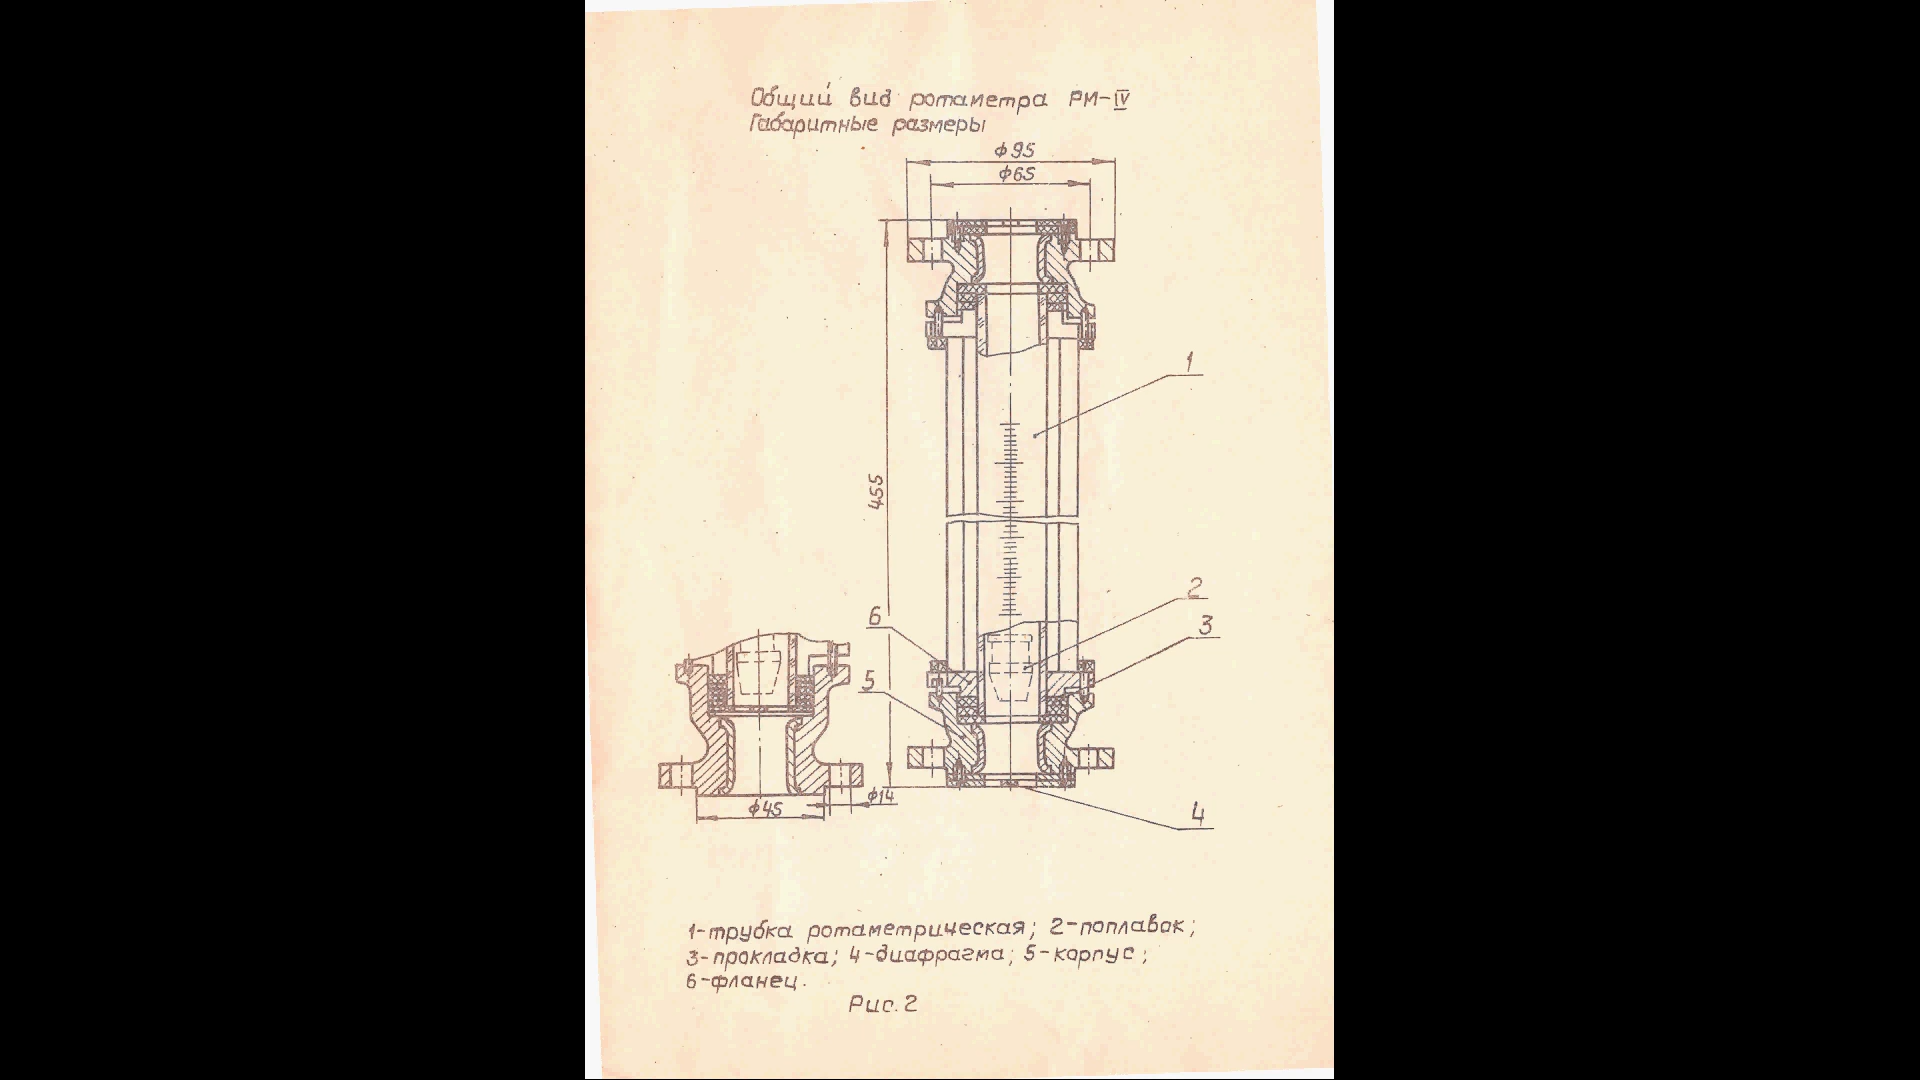 Общий вид ротаметра РМ-IV
Габаритные размеры
ф95
ф65
1
455
2
6
3
5
ф14
ф45
4
1-трубка ротаметрическая; 2-поплавок;
3-прокладка; 4-диафрагма; 5-корпус;
6-фланец.
Рис. 2